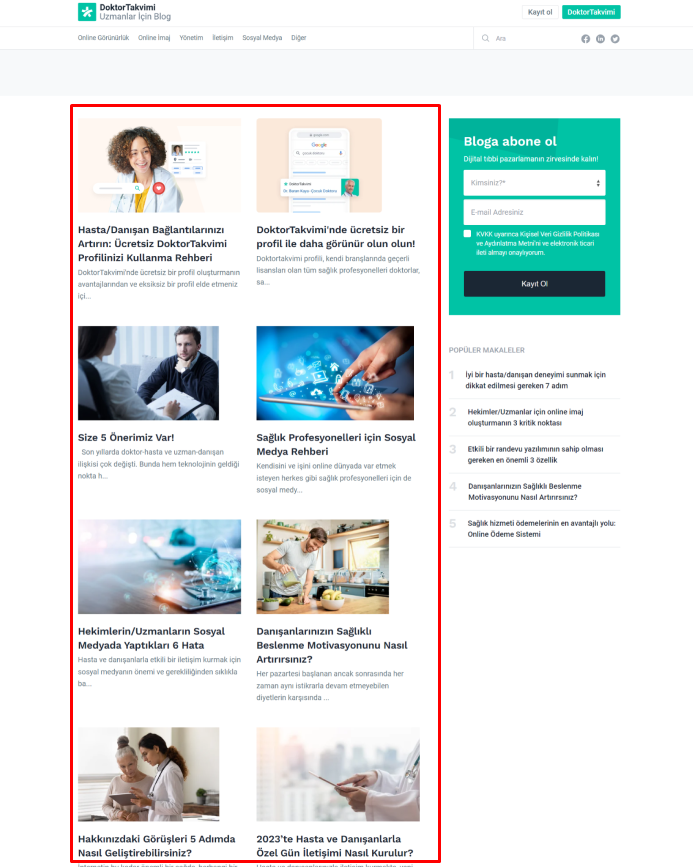 DoktorTakvimi
Uzmanlar İçin Blog
Kayıt ol
DoktorTakvimi
Online Görünürlük
Online İmaj
Yönetim
İletişim
Sosyal Medya
Diğer
Ara
Google
DoktorTakvimi
Hasta/Danışan Bağlantılarınızı
Artırın: Ücretsiz DoktorTakvimi
Profilinizi Kullanma Rehberi
DoktorTakvimi'nde ücretsiz bir profil oluşturmanın
avantajlarından ve eksiksiz bir profil elde etmeniz
içi...
DoktorTakvimi'nde ücretsiz bir
profil ile daha görünür olun olun!
Doktortakvimi profili, kendi branşlarında geçerli
lisansları olan tüm sağlık profesyonelleri doktorlar,
sa...
Size 5 Önerimiz Var!
Son yıllarda doktor-hasta ve uzman-danışan
ilişkisi çok değişti. Bunda hem teknolojinin geldiği
nokta h...
Sağlık Profesyonelleri için Sosyal
Medya Rehberi
Kendisini ve işini online dünyada var etmek
isteyen herkes gibi sağlık profesyonelleri için de
sosyal medy...
Hekimlerin/Uzmanların Sosyal
Medyada Yaptıkları 6 Hata
Hasta ve danışanlarla etkili bir iletişim kurmak için
sosyal medyanın önemi ve gerekliliğinden sıklıkla
ba...
Danışanlarınızın Sağlıklı
Beslenme Motivasyonunu Nasıl
Artırırsınız?
Her pazartesi başlanan ancak sonrasında her
zaman aynı istikrarla devam etmeyebilen
diyetlerin karşısında ...
Hakkınızdaki Görüşleri 5 Adımda
Nasıl Geliştirebilirsiniz?
2023'te Hasta ve Danışanlarla
Özel Gün İletişimi Nasıl Kurulur?
Bloga abone ol
Dijital tıbbi pazarlamanın zirvesinde kalın!
Kimsiniz?*
E-mail Adresiniz
KVKK uyarınca Kişisel Veri Gizlilik Politikası
ve Aydınlatma Metni'ni ve elektronik ticari
ileti almayı onaylıyorum.
Kayıt Ol
POPÜLER MAKALELER
1 İyi bir hasta/danışan deneyimi sunmak için
dikkat edilmesi gereken 7 adım
2 Hekimler/Uzmanlar için online imaj
oluşturmanın 3 kritik noktası
3 Etkili bir randevu yazılımının sahip olması
gereken en önemli 3 özellik
4 Danışanlarınızın Sağlıklı Beslenme
Motivasyonunu Nasıl Artırırsınız?
5 Sağlık hizmeti ödemelerinin en avantajlı yolu:
Online Ödeme Sistemi